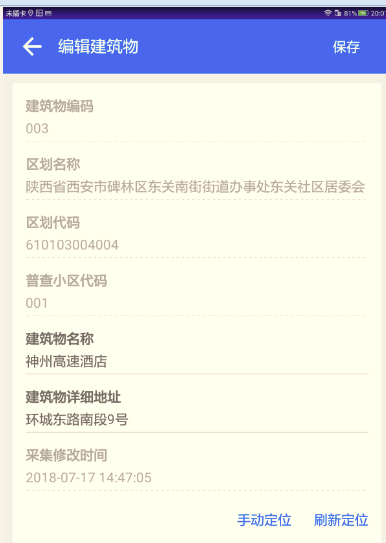 未插卡
81% 20:0
编辑建筑物 保存
建筑物编码
003
区划名称
陕西省西安市碑林区东关南街街道办事处东关社区居委会
区划代码
610103004004
普查小区代码
001
建筑物名称
神州高速酒店
建筑物详细地址
环城东路南段9号
采集修改时间
2018-07-17 14:47:05
手动定位 刷新定位